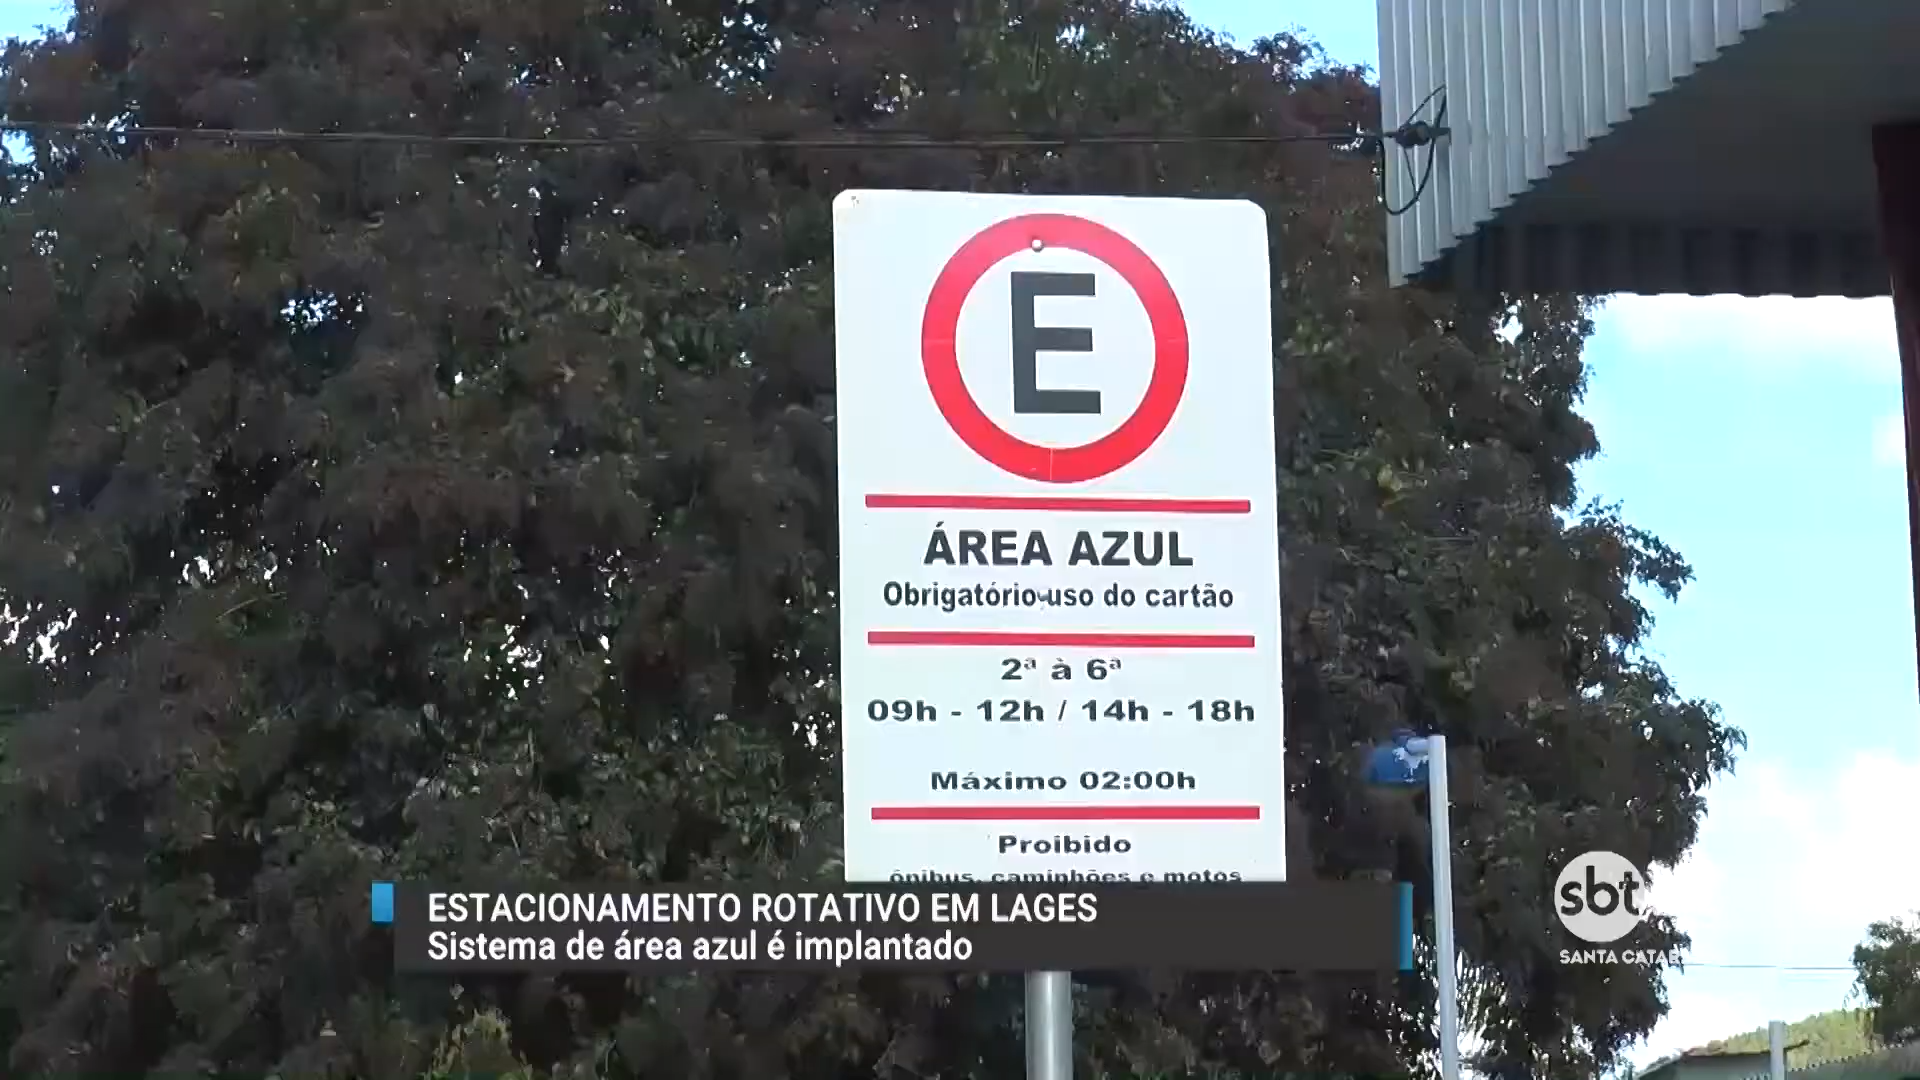 E
ÁREA AZUL
Obrigatório uso do cartão
2ª à 6ª
09h - 12h / 14h - 18h
Máximo 02:00h
Proibido
ônibus, caminhões e motos
ESTACIONAMENTO ROTATIVO EM LAGES
Sistema de área azul é implantado
sbt
SANTA CATAR